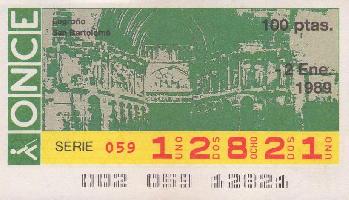 ONCE
Logroño
San Bartolomé
100 ptas.
2 Ene.
1989
SERIE 059
1 2 8 2 1
UNO DOS OCHO DOS UNO
002 059 12821